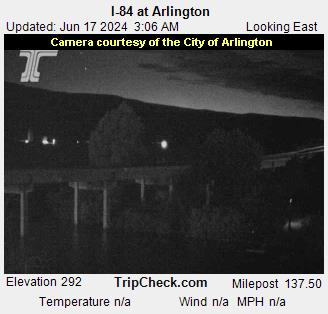 I-84 at Arlington
Updated: Jun 17 2024 3:06 AM Looking East
Camera courtesy of the City of Arlington
Elevation 292 TripCheck.com Milepost 137.50
Temperature n/a Wind n/a MPH n/a